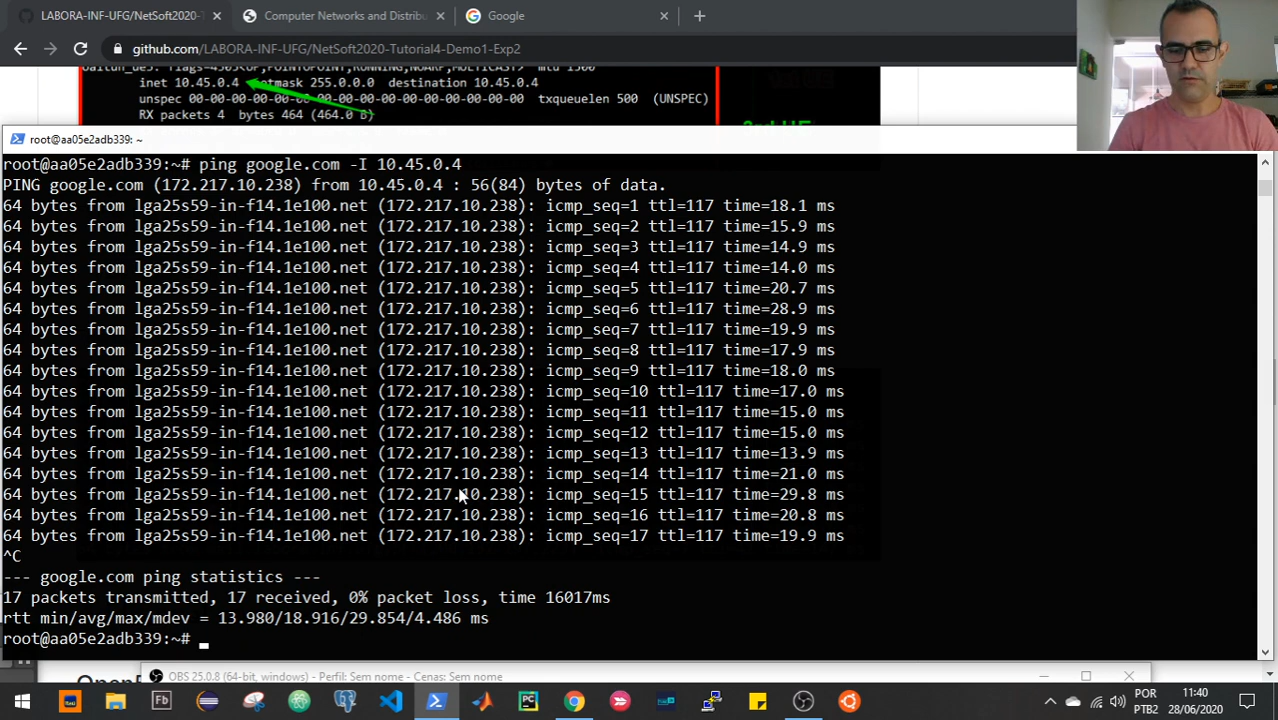 LABORA-INF-UFG/NetSoft2020-T
Computer Networks and Distribu
Google
github.com/LABORA-INF-UFG/NetSoft2020-Tutorial4-Demo1-Exp2
inet 10.45.0.4 netmask 255.0.0.0 destination 10.45.0.4
unspec 00-00-00-00-00-00-00-00-00-00-00-00-00-00-00-00 txqueuelen 500 (UNSPEC)
RX packets 4 bytes 464 (464.0 B)
root@aa05e2adb339: ~
root@aa05e2adb339:~# ping google.com -I 10.45.0.4
PING google.com (172.217.10.238) from 10.45.0.4 : 56(84) bytes of data.
64 bytes from lga25s59-in-f14.1e100.net (172.217.10.238): icmp_seq=1 ttl=117 time=18.1 ms
64 bytes from lga25s59-in-f14.1e100.net (172.217.10.238): icmp_seq=2 ttl=117 time=15.9 ms
64 bytes from lga25s59-in-f14.1e100.net (172.217.10.238): icmp_seq=3 ttl=117 time=14.9 ms
64 bytes from lga25s59-in-f14.1e100.net (172.217.10.238): icmp_seq=4 ttl=117 time=14.0 ms
64 bytes from lga25s59-in-f14.1e100.net (172.217.10.238): icmp_seq=5 ttl=117 time=20.7 ms
64 bytes from lga25s59-in-f14.1e100.net (172.217.10.238): icmp_seq=6 ttl=117 time=28.9 ms
64 bytes from lga25s59-in-f14.1e100.net (172.217.10.238): icmp_seq=7 ttl=117 time=19.9 ms
64 bytes from lga25s59-in-f14.1e100.net (172.217.10.238): icmp_seq=8 ttl=117 time=17.9 ms
64 bytes from lga25s59-in-f14.1e100.net (172.217.10.238): icmp_seq=9 ttl=117 time=18.0 ms
64 bytes from lga25s59-in-f14.1e100.net (172.217.10.238): icmp_seq=10 ttl=117 time=17.0 ms
64 bytes from lga25s59-in-f14.1e100.net (172.217.10.238): icmp_seq=11 ttl=117 time=15.0 ms
64 bytes from lga25s59-in-f14.1e100.net (172.217.10.238): icmp_seq=12 ttl=117 time=15.0 ms
64 bytes from lga25s59-in-f14.1e100.net (172.217.10.238): icmp_seq=13 ttl=117 time=13.9 ms
64 bytes from lga25s59-in-f14.1e100.net (172.217.10.238): icmp_seq=14 ttl=117 time=21.0 ms
64 bytes from lga25s59-in-f14.1e100.net (172.217.10.238): icmp_seq=15 ttl=117 time=29.8 ms
64 bytes from lga25s59-in-f14.1e100.net (172.217.10.238): icmp_seq=16 ttl=117 time=20.8 ms
64 bytes from lga25s59-in-f14.1e100.net (172.217.10.238): icmp_seq=17 ttl=117 time=19.9 ms
^C
--- google.com ping statistics ---
17 packets transmitted, 17 received, 0% packet loss, time 16017ms
rtt min/avg/max/mdev = 13.980/18.916/29.854/4.486 ms
root@aa05e2adb339:~#
OBS 25.0.8 (64-bit, windows) - Perfil: Sem nome - Cenas: Sem nome
Fb
PC
POR
PTB2
11:40
28/06/2020